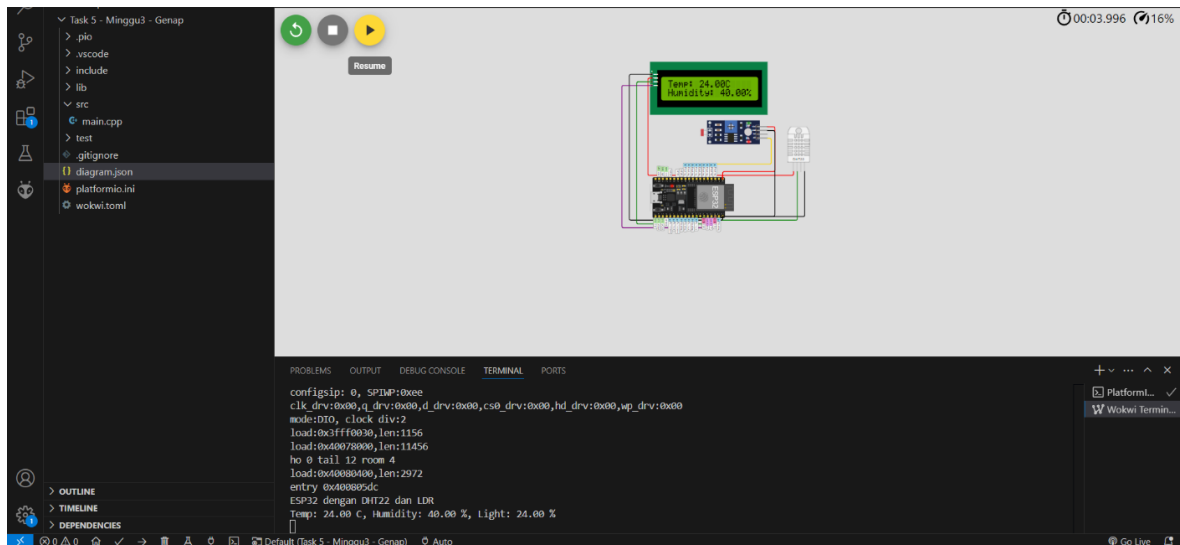 Task 5 - Minggu3 - Genap
.pio
.vscode
include
lib
src
main.cpp
test
.gitignore
diagram.json
platformio.ini
wokwi.toml
OUTLINE
TIMELINE
DEPENDENCIES
Resume
00:03.996 16%
Temp: 24.00C
Humidity: 40.00%
ESP32
PROBLEMS OUTPUT DEBUG CONSOLE TERMINAL PORTS
configsip: 0, SPIWP:0xee
clk_drv:0x00,q_drv:0x00,d_drv:0x00,cs0_drv:0x00,hd_drv:0x00,wp_drv:0x00
mode:DIO, clock div:2
load:0x3fff0030,len:1156
load:0x40078000,len:11456
ho 0 tail 12 room 4
load:0x40080400,len:2972
entry 0x400805dc
ESP32 dengan DHT22 dan LDR
Temp: 24.00 C, Humidity: 40.00 %, Light: 24.00 %
PlatformI...
Wokwi Termin...
0 0 Default (Task 5 - Minggu3 - Genap) Auto Go Live